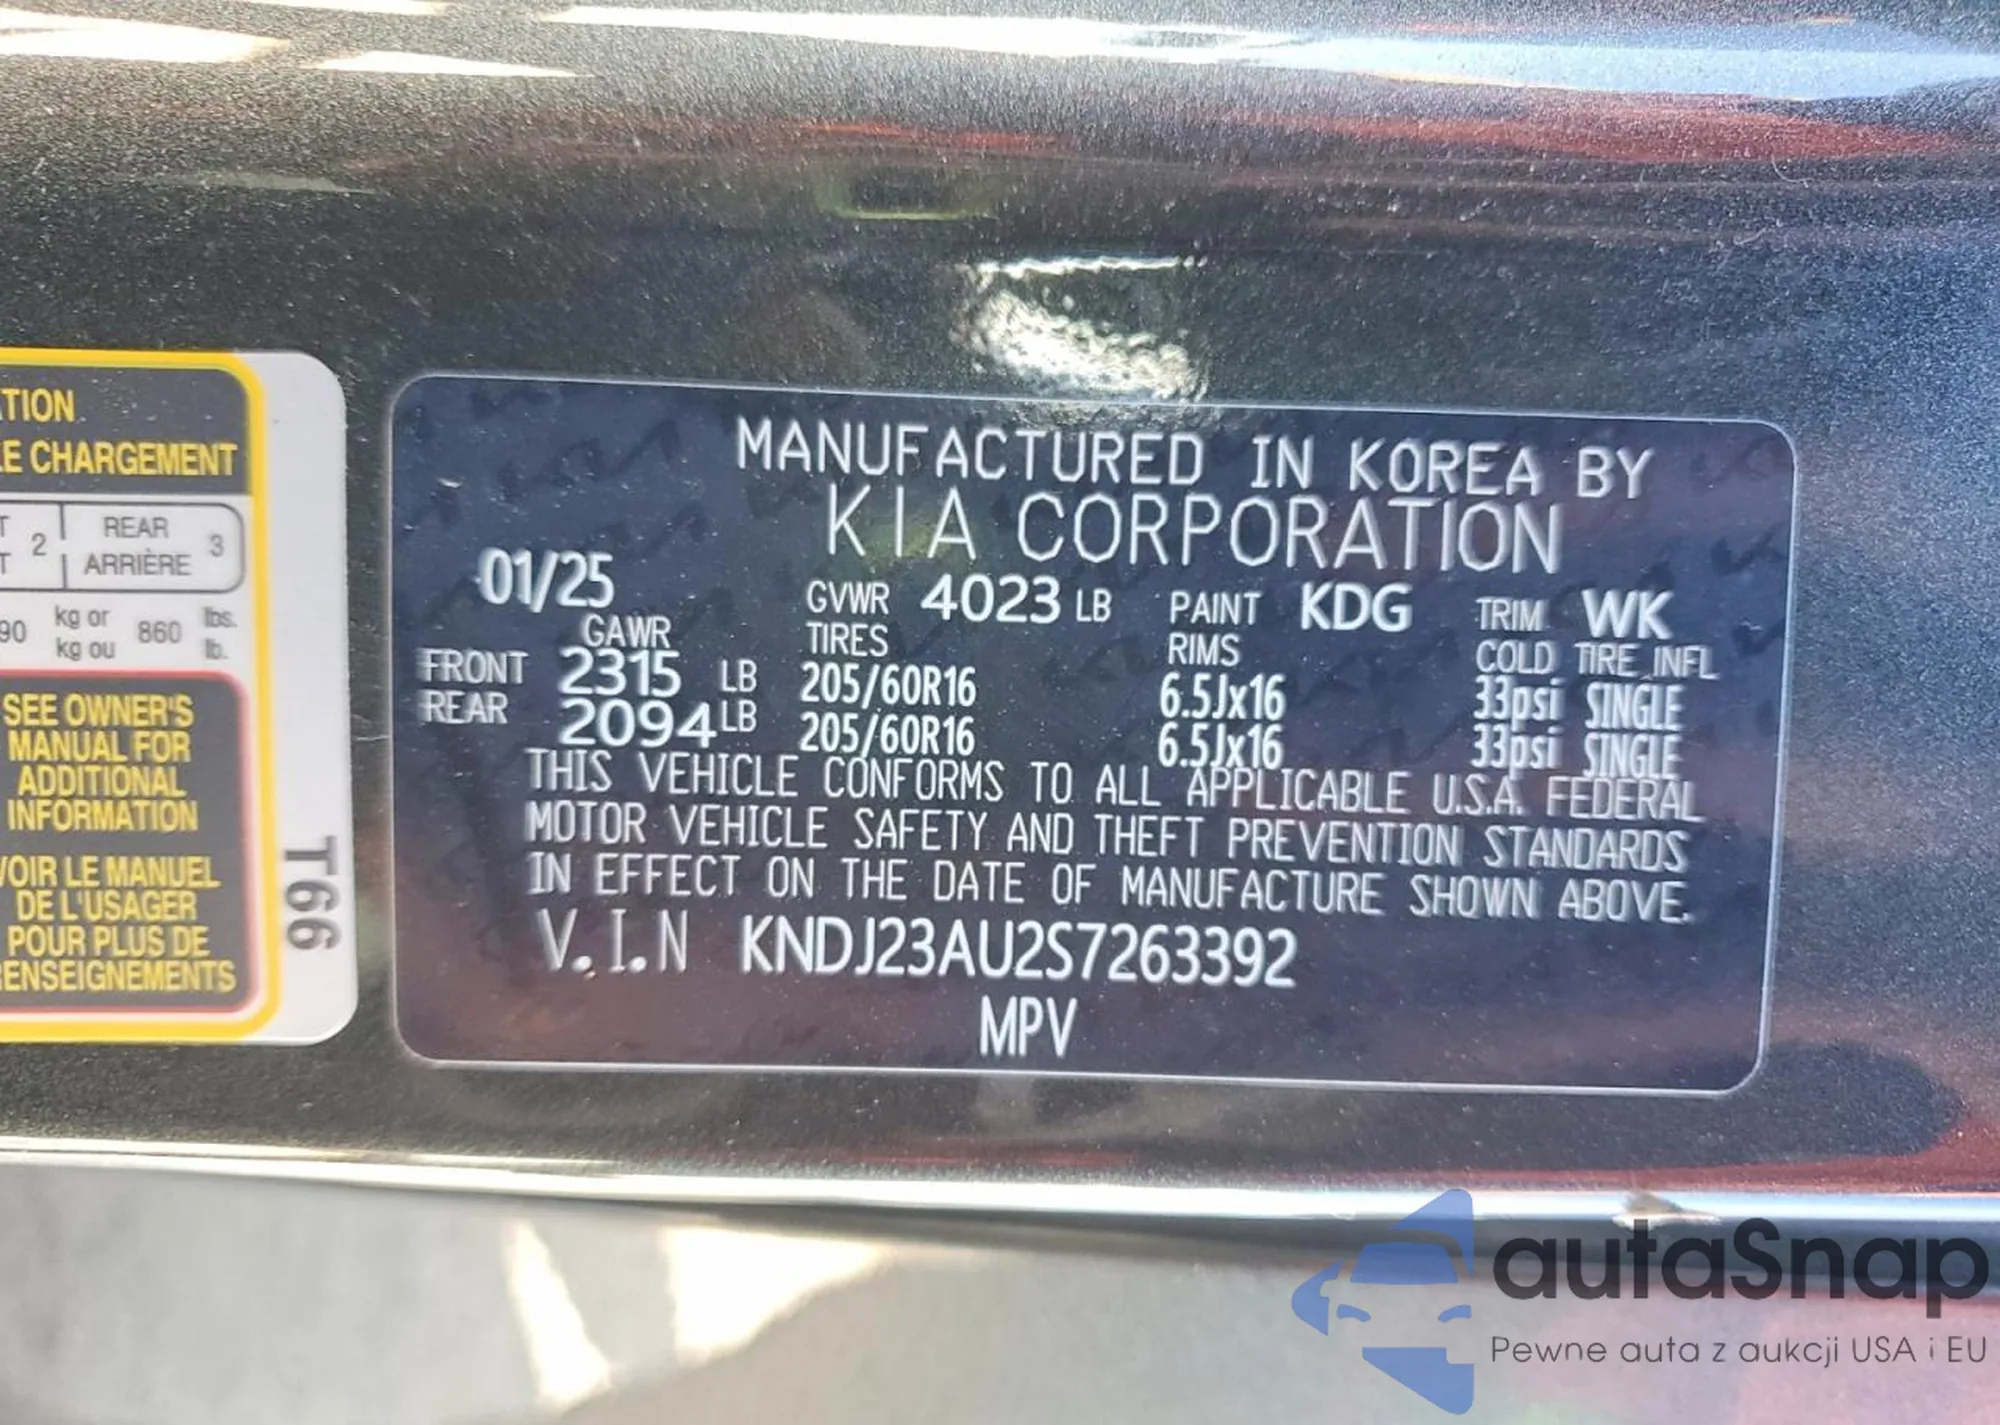 TION
LE CHARGEMENT
2 REAR ARRIÈRE 3
90 kg or kg ou 860 lbs. lb.
SEE OWNER'S
MANUAL FOR
ADDITIONAL
INFORMATION
VOIR LE MANUEL
DE L'USAGER
POUR PLUS DE
RENSEIGNEMENTS
T66
MANUFACTURED IN KOREA BY
KIA CORPORATION
01/25 GVWR 4023 LB PAINT KDG TRIM WK
GAWR TIRES RIMS COLD TIRE INFL
FRONT 2315 LB 205/60R16 6.5Jx16 33psi SINGLE
REAR 2094 LB 205/60R16 6.5Jx16 33psi SINGLE
THIS VEHICLE CONFORMS TO ALL APPLICABLE U.S.A. FEDERAL
MOTOR VEHICLE SAFETY AND THEFT PREVENTION STANDARDS
IN EFFECT ON THE DATE OF MANUFACTURE SHOWN ABOVE.
V.I.N KNDJ23AU2S7263392
MPV
autaSnap
Pewne auta z aukcji USA i EU